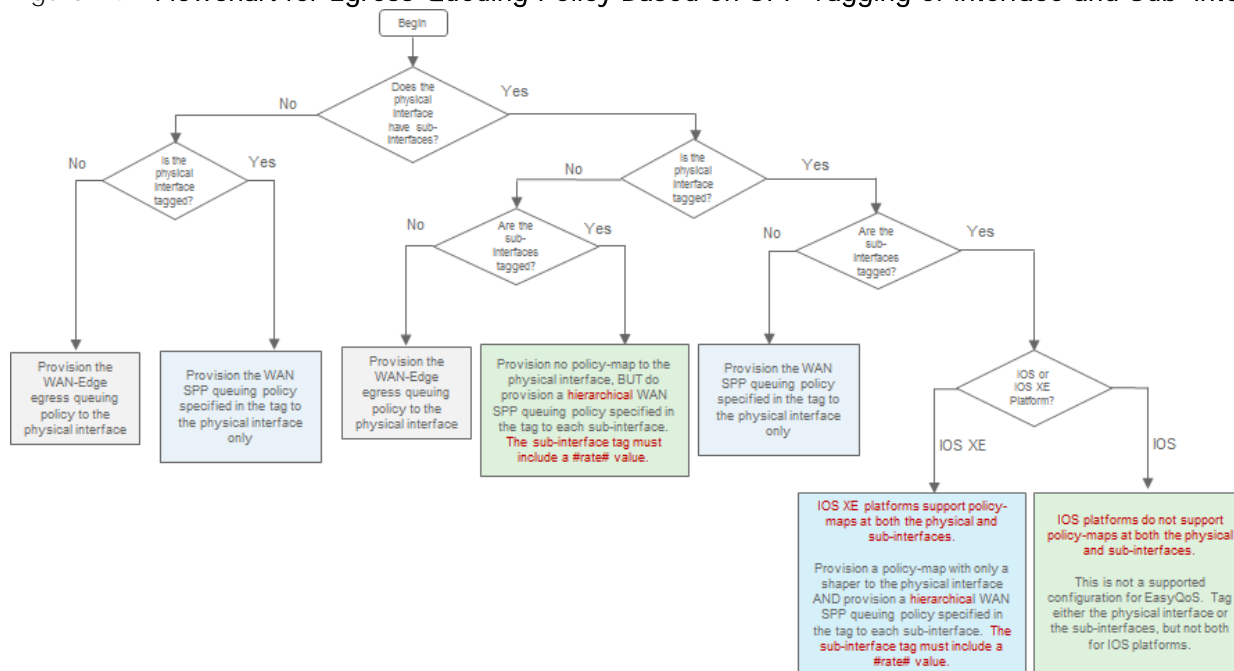 Flowchart for Egress Queuing Policy Based on SPP Tagging of Interface and Sub-Inte
Begin
Does the
physical
interface
have sub-
interfaces?
No
Yes
Is the
physical
interface
tagged?
No
Yes
Is the
physical
interface
tagged?
No
Yes
Are the
sub-
interfaces
tagged?
No
Yes
Are the
sub-
interfaces
tagged?
No
Yes
Provision the
WAN-Edge
egress queuing
policy to the
physical interface
Provision the WAN
SPP queuing policy
specified in the tag to
the physical interface
only
Provision the
WAN-Edge
egress queuing
policy to the
physical interface
Provision no policy-map to the
physical interface, BUT do
provision a hierarchical WAN
SPP queuing policy specified in
the tag to each sub-interface.
The sub-interface tag must
include a #rate# value.
Provision the WAN
SPP queuing policy
specified in the tag to
the physical interface
only
IOS or
IOS XE
Platform?
IOS XE
IOS
IOS XE platforms support policy-
maps at both the physical and
sub-interfaces.
Provision a policy-map with only a
shaper to the physical interface
AND provision a hierarchical WAN
SPP queuing policy specified in
the tag to each sub-interface. The
sub-interface tag must include a
#rate# value.
IOS platforms do not support
policy-maps at both the physical
and sub-interfaces.
This is not a supported
configuration for EasyQoS. Tag
either the physical interface or
the sub-interfaces, but not both
for IOS platforms.